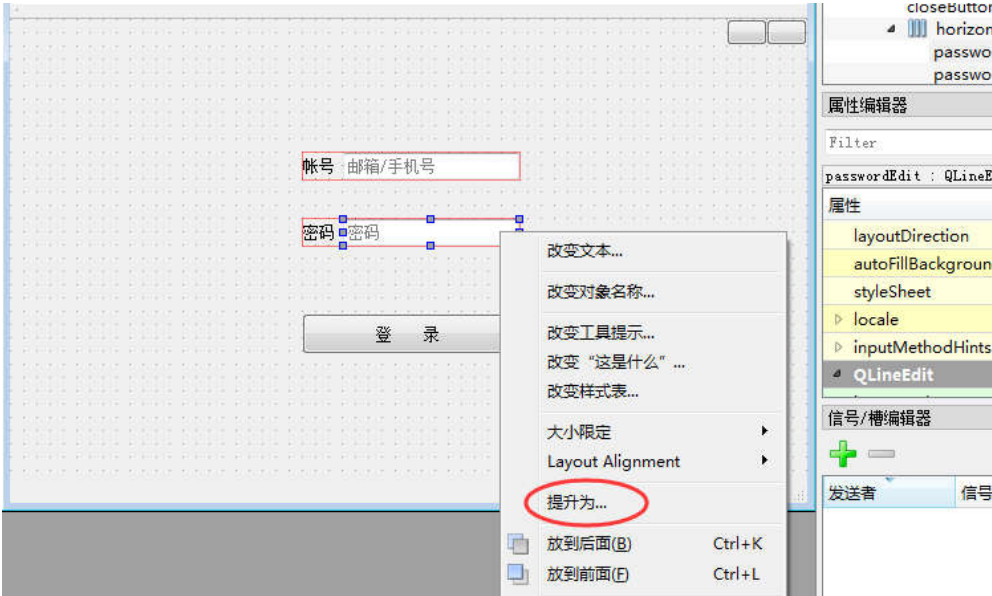 帐号 邮箱/手机号
密码 密码
登 录
改变文本...
改变对象名称...
改变工具提示...
改变“这是什么”...
改变样式表...
大小限定
Layout Alignment
提升为...
放到后面(B) Ctrl+K
放到前面(F) Ctrl+L
closeButton
horizon
passwo
passwo
属性编辑器
Filter
passwordEdit : QLineE
属性
layoutDirection
autoFillBackgroun
styleSheet
locale
inputMethodHints
QLineEdit
信号/槽编辑器
发送者 信号